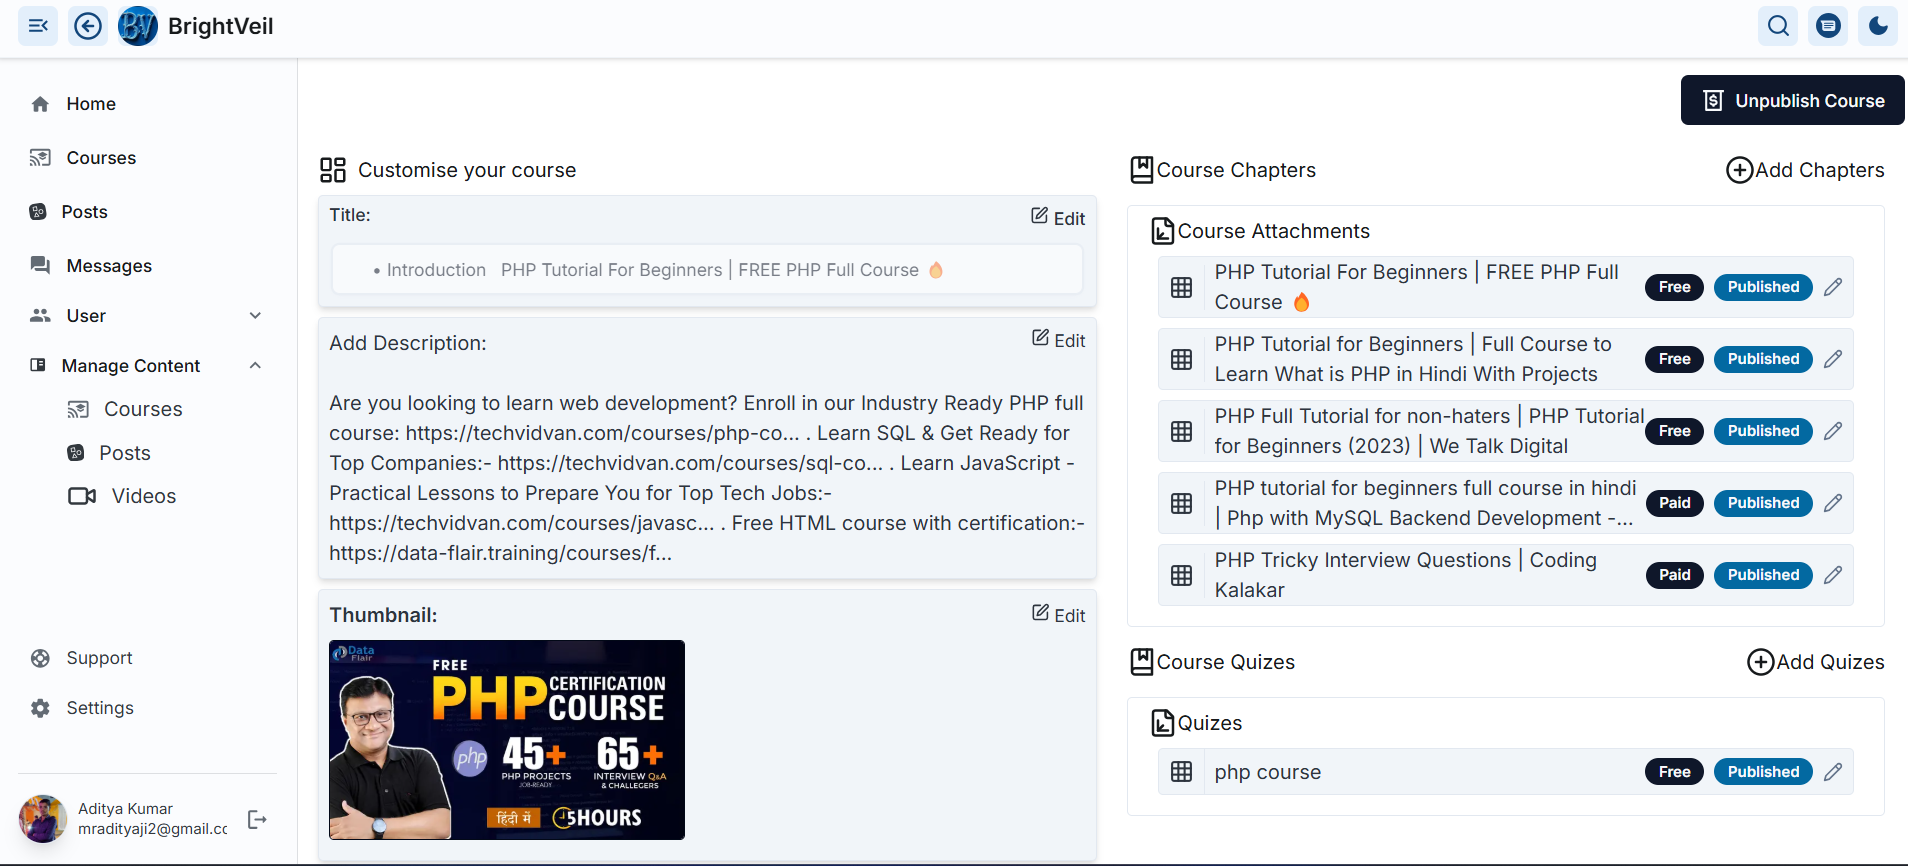 BrightVeil
Home
Courses
Posts
Messages
User
Manage Content
Courses
Posts
Videos
Support
Settings
Aditya Kumar
mradityaji2@gmail.cc
Unpublish Course
Customise your course
Title:
Edit
• Introduction PHP Tutorial For Beginners | FREE PHP Full Course 🔥
Add Description:
Edit
Are you looking to learn web development? Enroll in our Industry Ready PHP full
course: https://techvidvan.com/courses/php-co... . Learn SQL & Get Ready for
Top Companies:- https://techvidvan.com/courses/sql-co... . Learn JavaScript -
Practical Lessons to Prepare You for Top Tech Jobs:-
https://techvidvan.com/courses/javasc... . Free HTML course with certification:-
https://data-flair.training/courses/f...
Thumbnail:
Edit
Data
Flair
FREE
PHP CERTIFICATION
COURSE
php
45+
PHP PROJECTS
JOB-READY
65+
INTERVIEW Q&A
& CHALLEGERS
हिंदी में
5HOURS
Course Chapters
Add Chapters
Course Attachments
PHP Tutorial For Beginners | FREE PHP Full
Course 🔥
Free
Published
PHP Tutorial for Beginners | Full Course to
Learn What is PHP in Hindi With Projects
Free
Published
PHP Full Tutorial for non-haters | PHP Tutorial
for Beginners (2023) | We Talk Digital
Free
Published
PHP tutorial for beginners full course in hindi
| Php with MySQL Backend Development -...
Paid
Published
PHP Tricky Interview Questions | Coding
Kalakar
Paid
Published
Course Quizes
Add Quizes
Quizes
php course
Free
Published